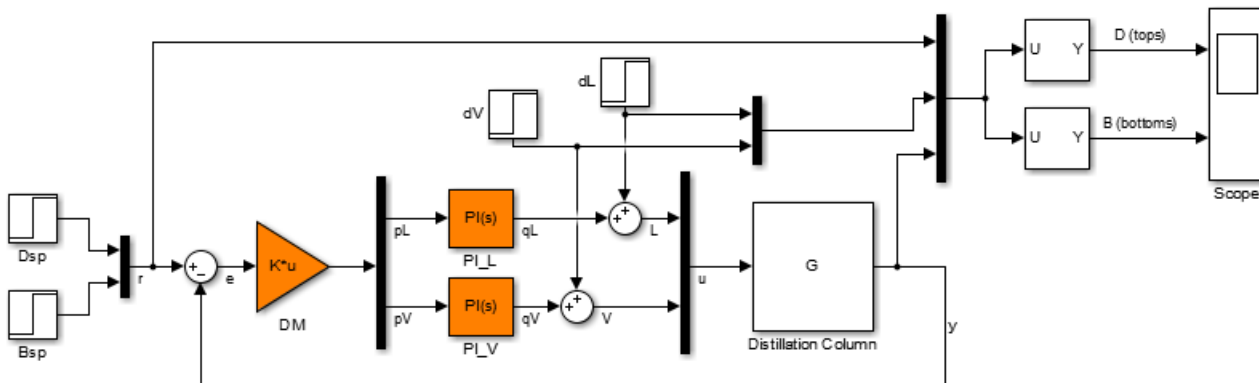 D (tops)
U Y
dL
dV
B (bottoms)
U Y
Scope
Dsp
PI(s)
pL
qL
L
PI_L
+
+
+
-
r
e
K*u
DM
G
u
Bsp
PI(s)
pV
qV
+
+
V
PI_V
Distillation Column
y